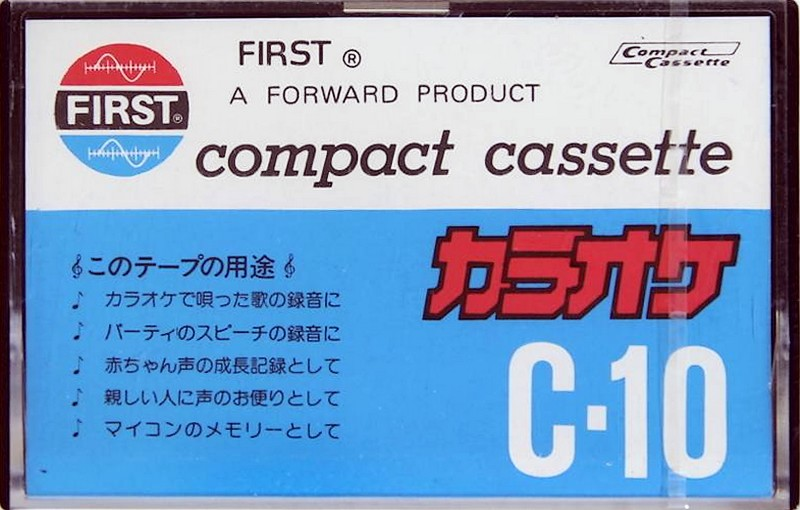 FIRST ®
A FORWARD PRODUCT
Compact
Cassette
FIRST®
compact cassette
カラオケ
C·10
このテープの用途
カラオケで唄った歌の録音に
パーティのスピーチの録音に
赤ちゃん声の成長記録として
親しい人に声のお便りとして
マイコンのメモリーとして